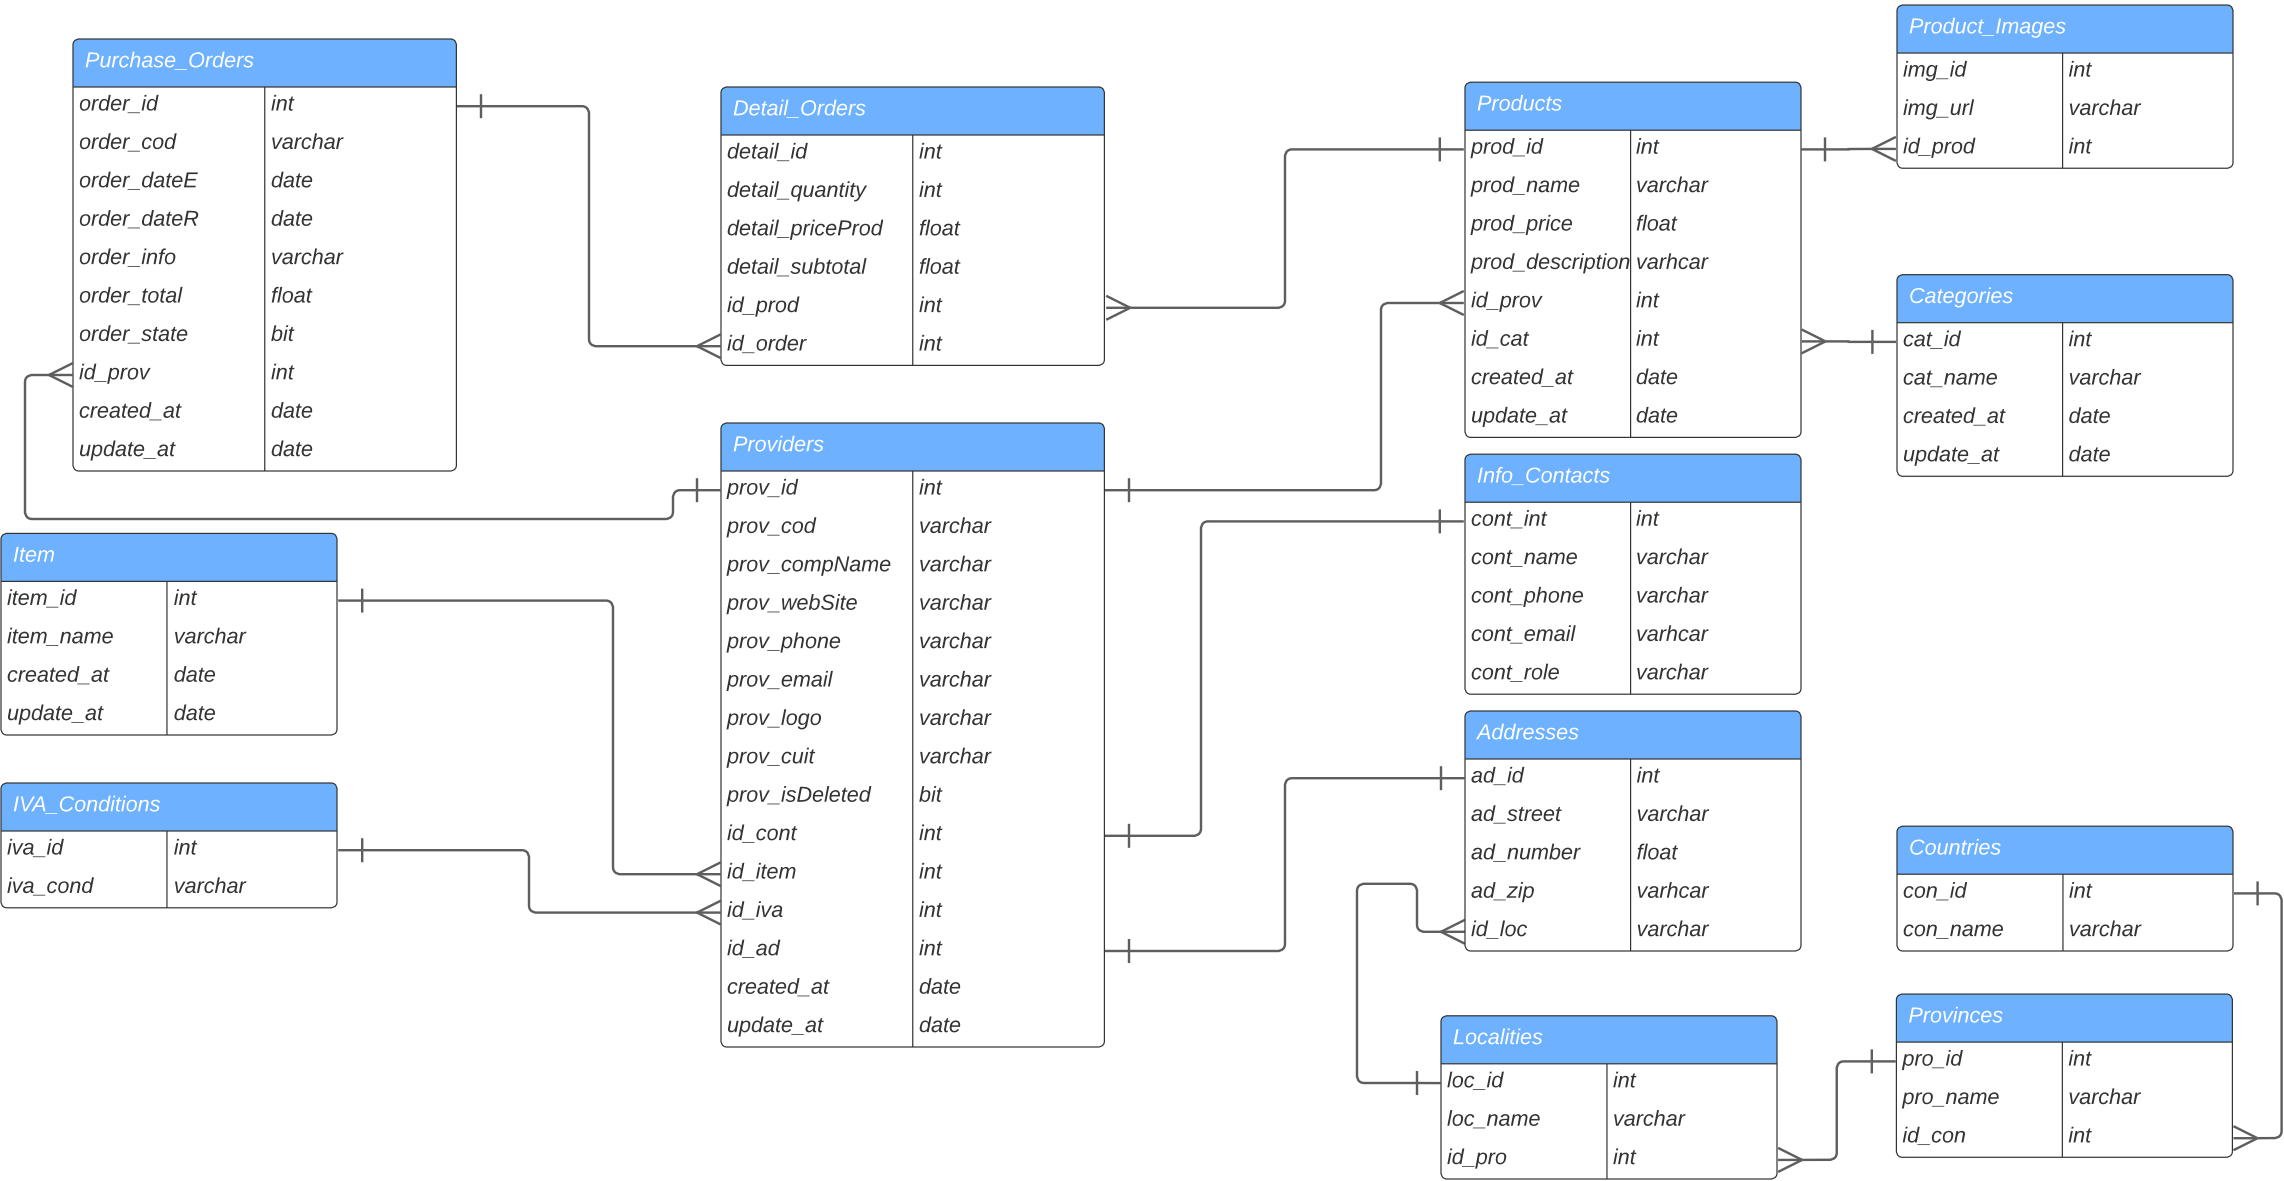 Purchase_Orders
order_id int
order_cod varchar
order_dateE date
order_dateR date
order_info varchar
order_total float
order_state bit
id_prov int
created_at date
update_at date
Detail_Orders
detail_id int
detail_quantity int
detail_priceProd float
detail_subtotal float
id_prod int
id_order int
Products
prod_id int
prod_name varchar
prod_price float
prod_description varhcar
id_prov int
id_cat int
created_at date
update_at date
Product_Images
img_id int
img_url varchar
id_prod int
Categories
cat_id int
cat_name varchar
created_at date
update_at date
Item
item_id int
item_name varchar
created_at date
update_at date
IVA_Conditions
iva_id int
iva_cond varchar
Providers
prov_id int
prov_cod varchar
prov_compName varchar
prov_webSite varchar
prov_phone varchar
prov_email varchar
prov_logo varchar
prov_cuit varchar
prov_isDeleted bit
id_cont int
id_item int
id_iva int
id_ad int
created_at date
update_at date
Info_Contacts
cont_int int
cont_name varchar
cont_phone varchar
cont_email varhcar
cont_role varchar
Addresses
ad_id int
ad_street varchar
ad_number float
ad_zip varhcar
id_loc varchar
Countries
con_id int
con_name varchar
Localities
loc_id int
loc_name varchar
id_pro int
Provinces
pro_id int
pro_name varchar
id_con int